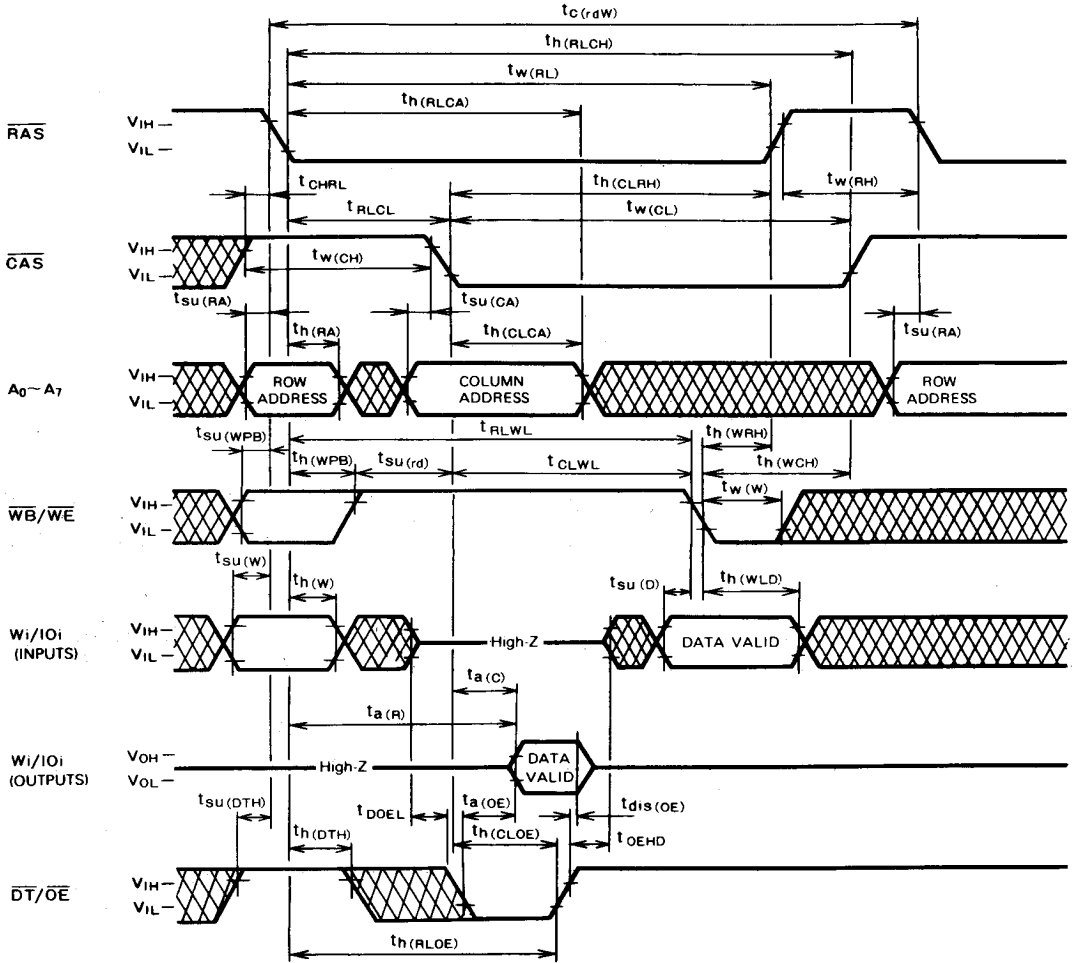 tC(rdW)
th(RLCH)
tw(RL)
th(RLCA)
RAS
VIH
VIL
tCHRL
th(CLRH)
tw(RH)
tRLCL
tw(CL)
CAS
VIH
VIL
tw(CH)
tsu(RA)
tsu(CA)
th(RA)
th(CLCA)
tsu(RA)
A0~A7
VIH
VIL
ROW
ADDRESS
COLUMN
ADDRESS
ROW
ADDRESS
tsu(WPB)
tRLWL
th(WRH)
th(WPB)
tsu(rd)
tCLWL
th(WCH)
tw(W)
WB/WE
VIH
VIL
tsu(W)
th(W)
tsu(D)
th(WLD)
Wi/IOi
(INPUTS)
VIH
VIL
High-Z
DATA VALID
ta(C)
ta(R)
Wi/IOi
(OUTPUTS)
VOH
VOL
High-Z
DATA
VALID
tsu(DTH)
tDOEL
ta(OE)
tdis(OE)
th(DTH)
th(CLOE)
tOEHD
DT/OE
VIH
VIL
th(RLOE)